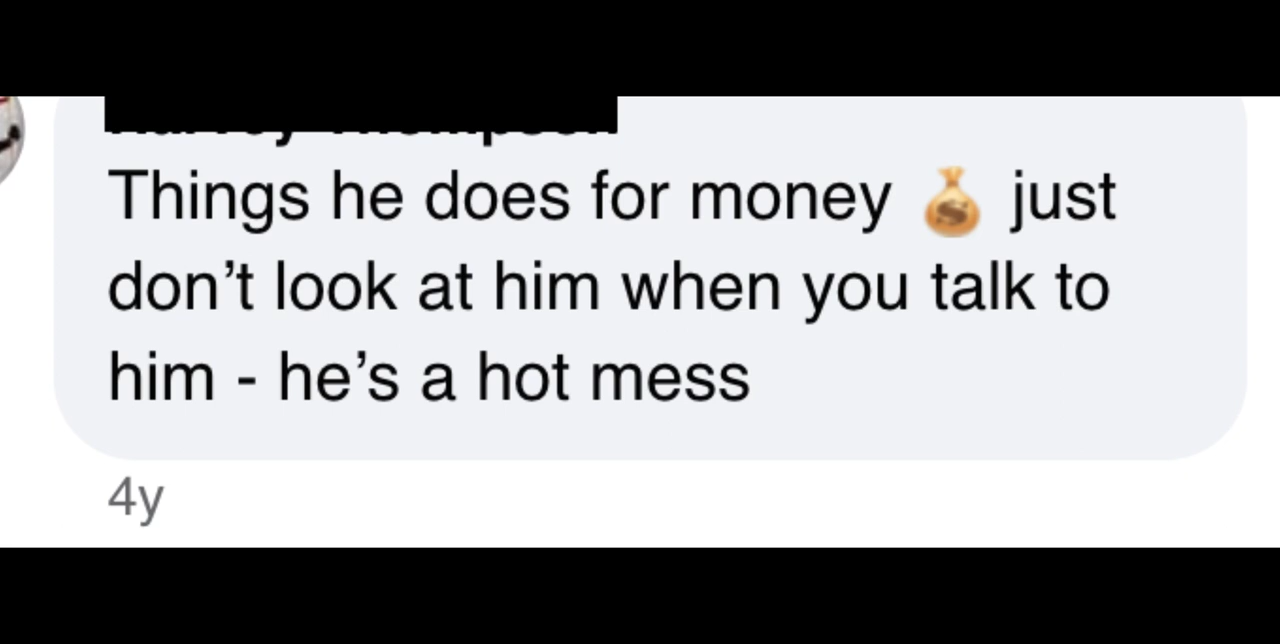 Things he does for money 💰 just
don’t look at him when you talk to
him - he’s a hot mess
4y